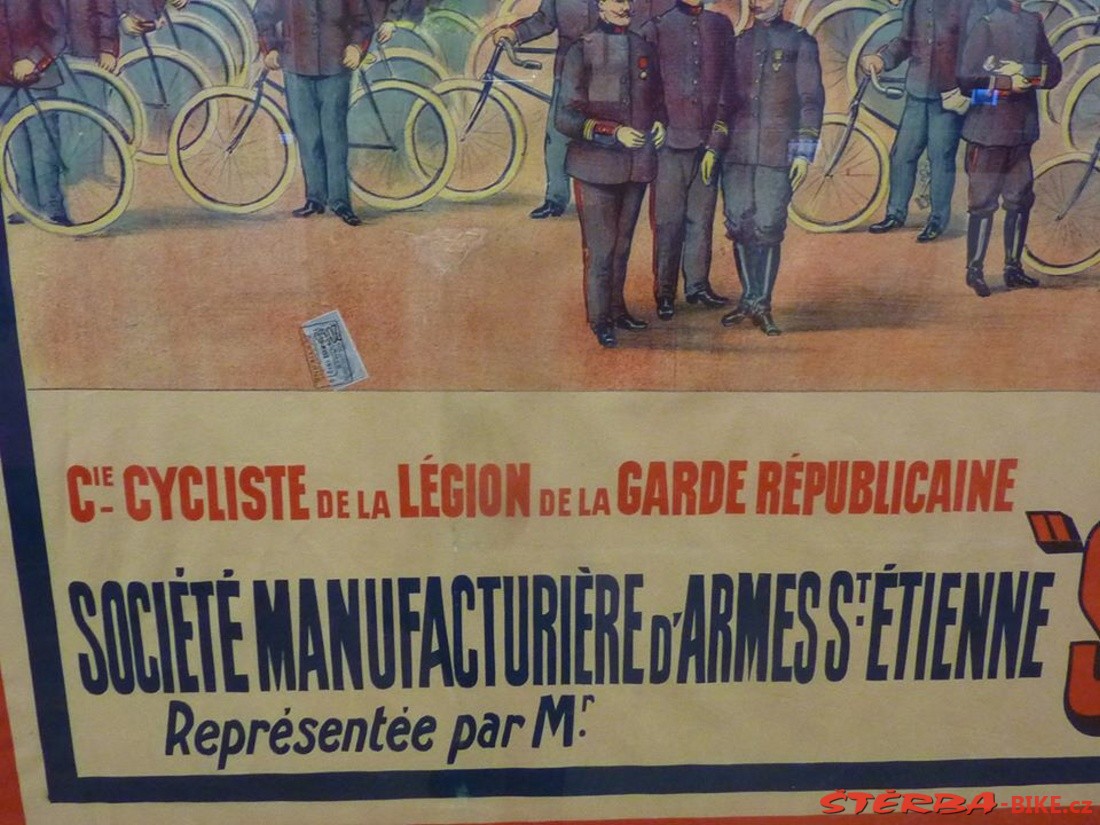 CIE CYCLISTE DE LA LÉGION DE LA GARDE RÉPUBLICAINE
SOCIÉTÉ MANUFACTURIÈRE D'ARMES ST. ÉTIENNE
Représentée par Mr.
ŠTĚRBA-BIKE.cz